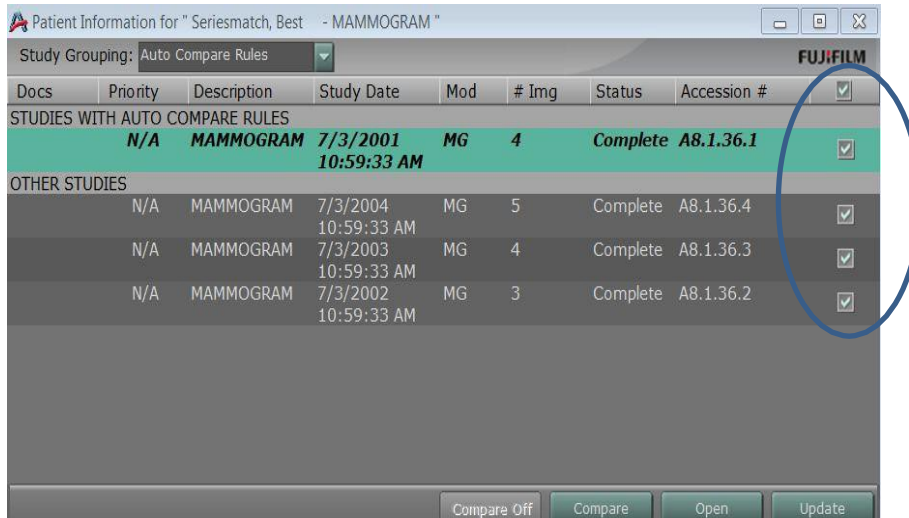 Patient Information for " Seriesmatch, Best - MAMMOGRAM "
Study Grouping: Auto Compare Rules
FUJIFILM
Docs Priority Description Study Date Mod # Img Status Accession #
STUDIES WITH AUTO COMPARE RULES
N/A MAMMOGRAM 7/3/2001 MG 4 Complete A8.1.36.1
10:59:33 AM
OTHER STUDIES
N/A MAMMOGRAM 7/3/2004 MG 5 Complete A8.1.36.4
10:59:33 AM
N/A MAMMOGRAM 7/3/2003 MG 4 Complete A8.1.36.3
10:59:33 AM
N/A MAMMOGRAM 7/3/2002 MG 3 Complete A8.1.36.2
10:59:33 AM
Compare Off Compare Open Update